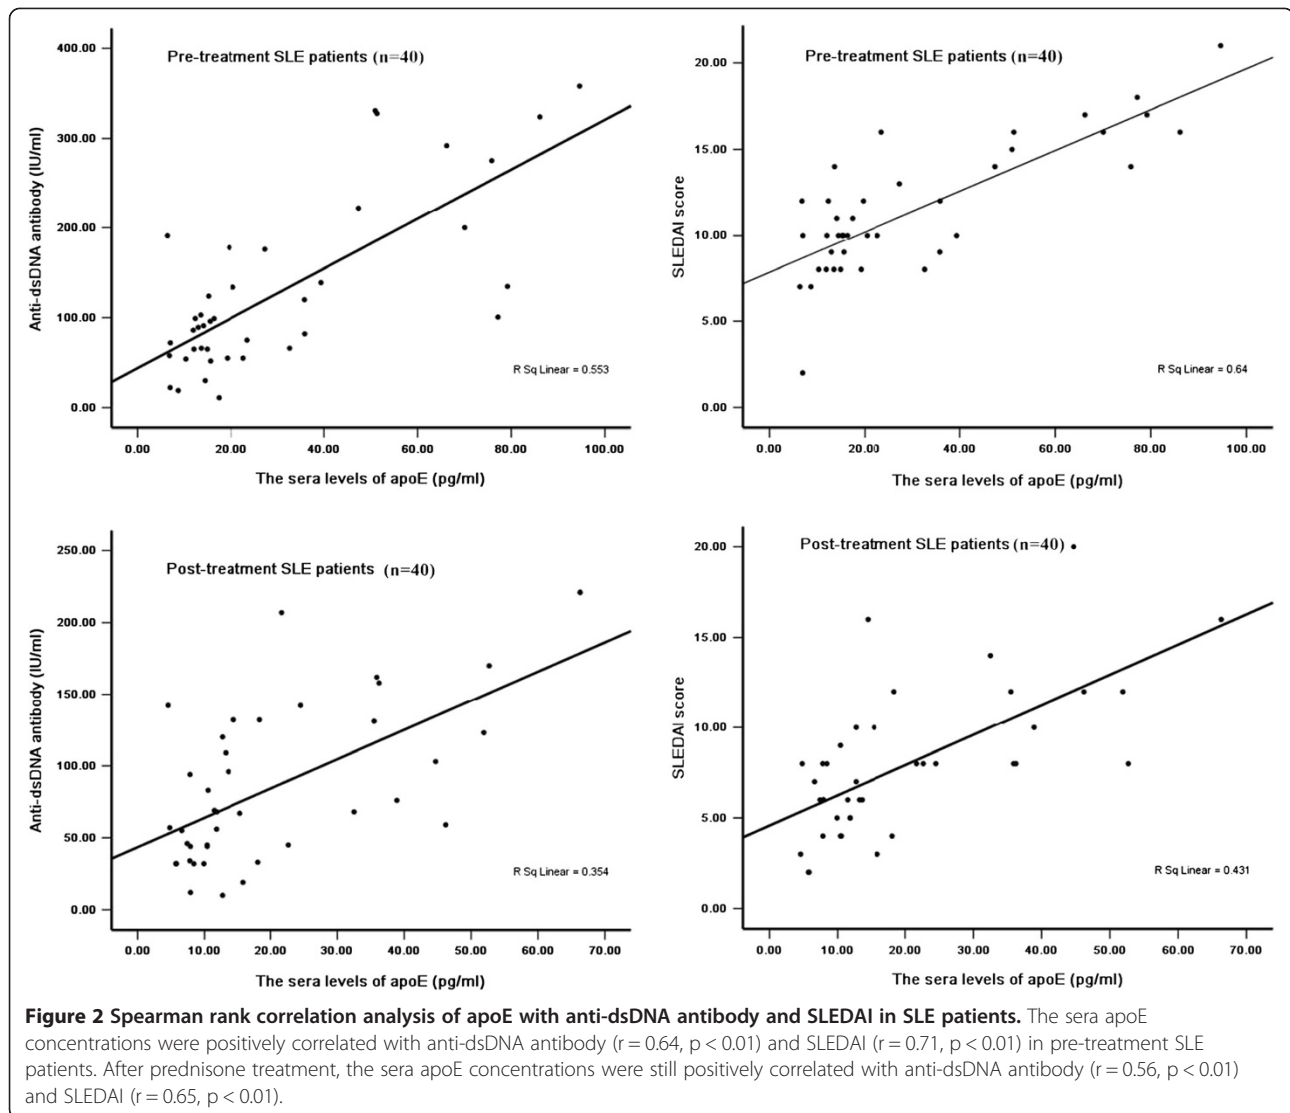 Pre-treatment SLE patients (n=40)
Anti-dsDNA antibody (IU/ml)
400.00
300.00
200.00
100.00
0.00
R Sq Linear = 0.553
0.00 20.00 40.00 60.00 80.00 100.00
The sera levels of apoE (pg/ml)
Pre-treatment SLE patients (n=40)
SLEDAI score
20.00
15.00
10.00
5.00
0.00
R Sq Linear = 0.64
0.00 20.00 40.00 60.00 80.00 100.00
The sera levels of apoE (pg/ml)
Post-treatment SLE patients (n=40)
Anti-dsDNA antibody (IU/ml)
250.00
200.00
150.00
100.00
50.00
0.00
R Sq Linear = 0.354
0.00 10.00 20.00 30.00 40.00 50.00 60.00 70.00
The sera levels of apoE (pg/ml)
Post-treatment SLE patients (n=40)
SLEDAI score
20.00
15.00
10.00
5.00
0.00
R Sq Linear = 0.431
0.00 10.00 20.00 30.00 40.00 50.00 60.00 70.00
The sera levels of apoE (pg/ml)
Figure 2 Spearman rank correlation analysis of apoE with anti-dsDNA antibody and SLEDAI in SLE patients. The sera apoE
concentrations were positively correlated with anti-dsDNA antibody (r = 0.64, p < 0.01) and SLEDAI (r = 0.71, p < 0.01) in pre-treatment SLE
patients. After prednisone treatment, the sera apoE concentrations were still positively correlated with anti-dsDNA antibody (r = 0.56, p < 0.01)
and SLEDAI (r = 0.65, p < 0.01).